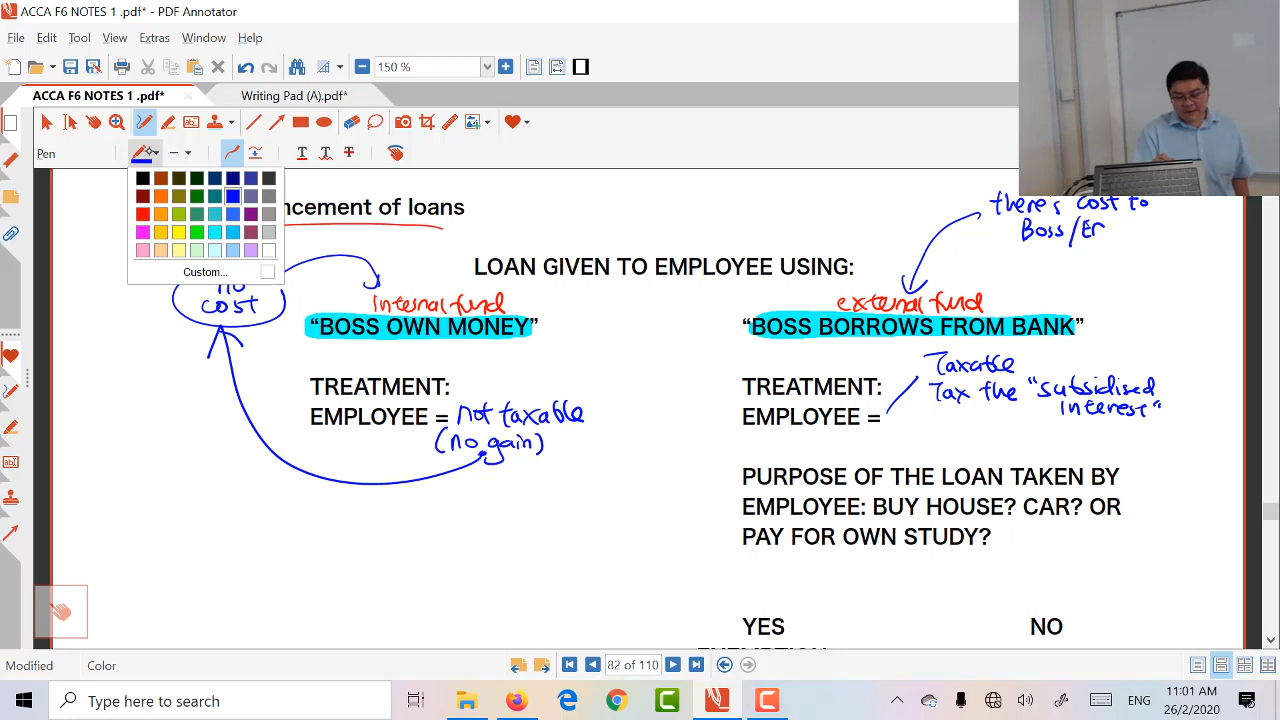 ACCA F6 NOTES 1 .pdf* - PDF Annotator
File Edit Tool View Extras Window Help
150 %
ACCA F6 NOTES 1 .pdf* Writing Pad (A).pdf*
Pen
Custom...
ncement of loans
there's cost to
Boss/Er
LOAN GIVEN TO EMPLOYEE USING:
no
cost
internal fund
external fund
"BOSS OWN MONEY"
"BOSS BORROWS FROM BANK"
TREATMENT:
EMPLOYEE = not taxable
(no gain)
Taxable
TREATMENT:
Tax the "subsidised
interest"
EMPLOYEE =
PURPOSE OF THE LOAN TAKEN BY
EMPLOYEE: BUY HOUSE? CAR? OR
PAY FOR OWN STUDY?
YES NO
Modified Color 82 of 110
Type here to search
ENG
11:01 AM
26/2/2020